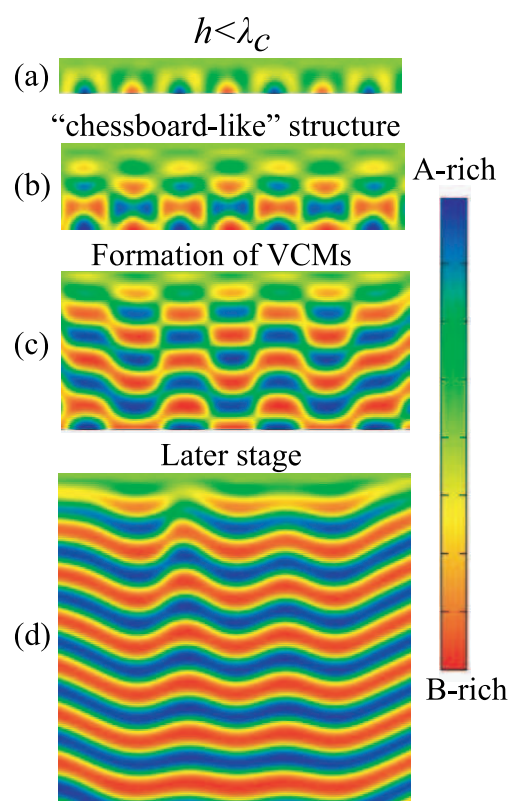 h<λc
(a)
“chessboard-like” structure
(b)
A-rich
Formation of VCMs
(c)
Later stage
(d)
B-rich